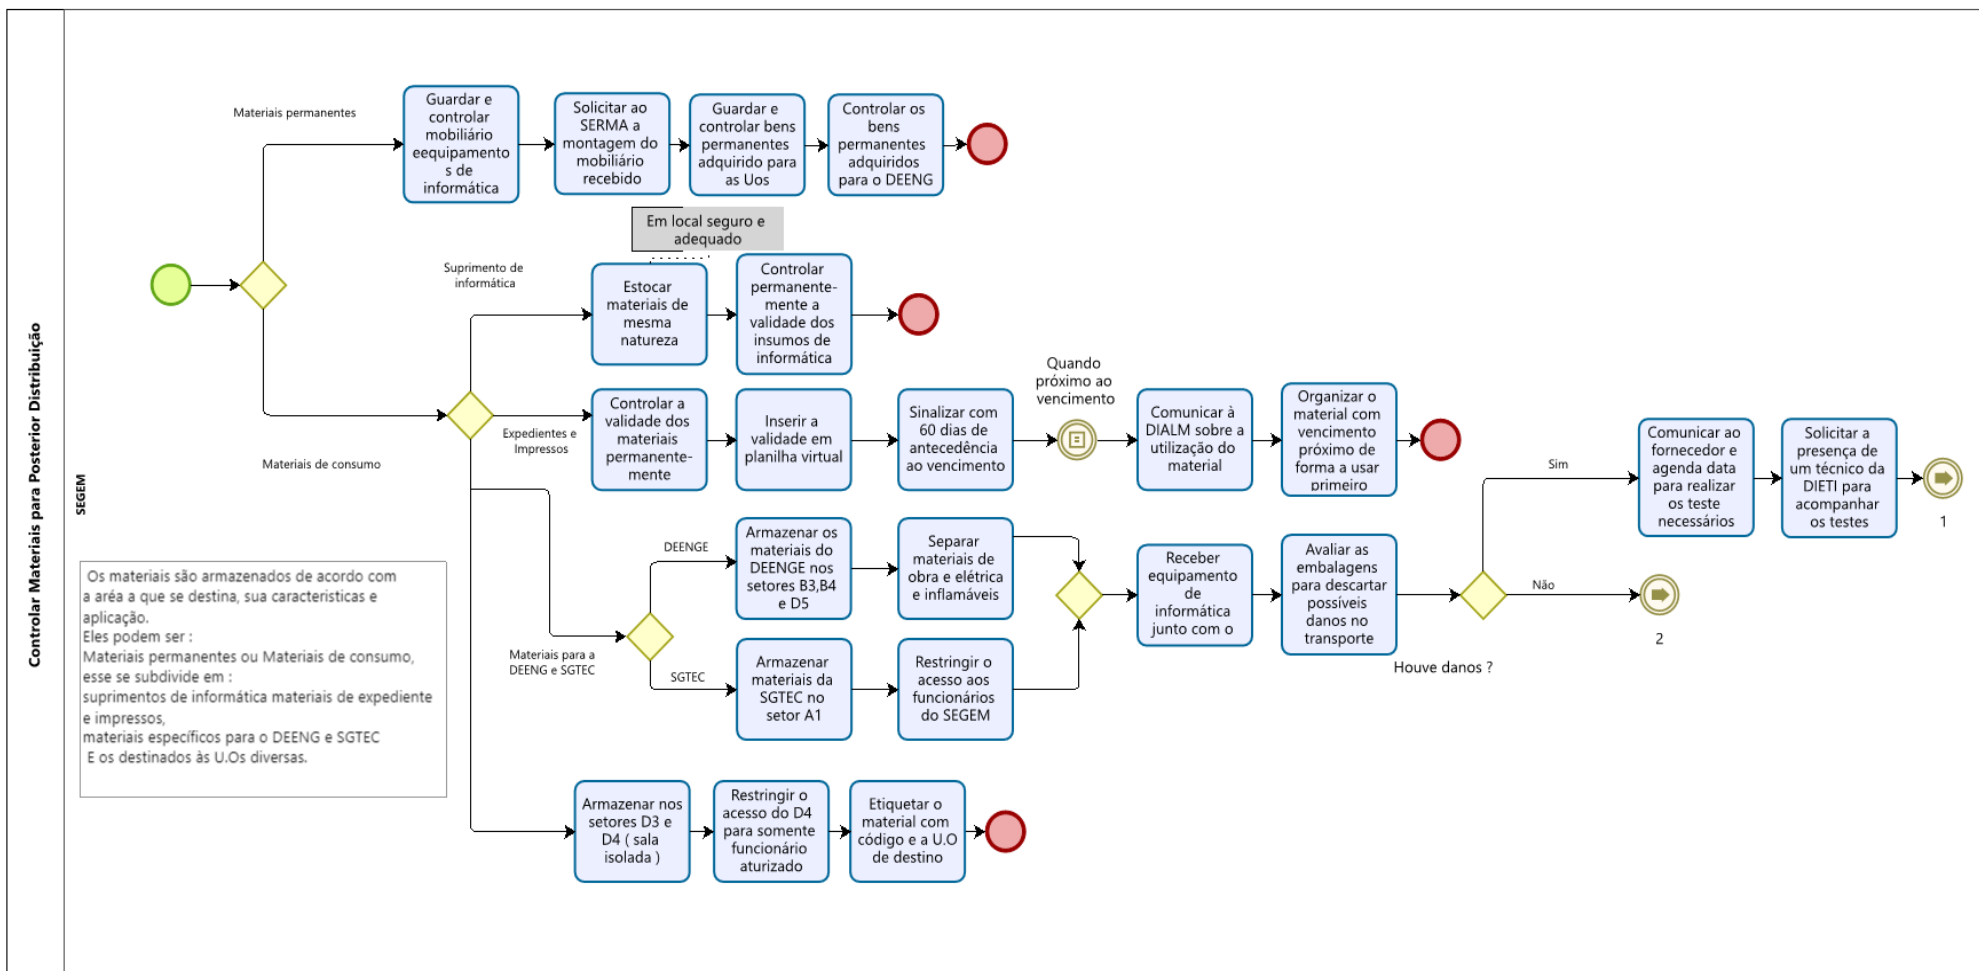 Controlar Materiais para Posterior Distribuição
SEGEM
Materiais permanentes
Guardar e
controlar
mobiliário
eequipamento
s de
informática
Solicitar ao
SERMA a
montagem do
mobiliário
recebido
Guardar e
controlar bens
permanentes
adquirido para
as Uos
Controlar os
bens
permanentes
adquiridos
para o DEENG
Em local seguro e
adequado
Suprimento de
informática
Estocar
materiais de
mesma
natureza
Controlar
permanente-
mente a
validade dos
insumos de
informática
Materiais de consumo
Expedientes e
Impressos
Controlar a
validade dos
materiais
permanente-
mente
Inserir a
validade em
planilha virtual
Sinalizar com
60 dias de
antecedência
ao vencimento
Quando
próximo ao
vencimento
Comunicar à
DIALM sobre a
utilização do
material
Organizar o
material com
vencimento
próximo de
forma a usar
primeiro
Materiais para a
DEENG e SGTEC
DEENGE
Armazenar os
materiais do
DEENGE nos
setores B3,B4
e D5
Separar
materiais de
obra e elétrica
e inflamáveis
SGTEC
Armazenar
materiais da
SGTEC no
setor A1
Restringir o
acesso aos
funcionários
do SEGEM
Receber
equipamento
de
informática
junto com o
Avaliar as
embalagens
para descartar
possíveis
danos no
transporte
Houve danos ?
Sim
Comunicar ao
fornecedor e
agenda data
para realizar
os teste
necessários
Solicitar a
presença de
um técnico da
DIETI para
acompanhar
os testes
1
Não
2
Os materiais são armazenados de acordo com
a aréa a que se destina, sua caracteristicas e
aplicação.
Eles podem ser :
Materiais permanentes ou Materiais de consumo,
esse se subdivide em :
suprimentos de informática materiais de expediente
e impressos,
materiais específicos para o DEENG e SGTEC
E os destinados às U.Os diversas.
Armazenar nos
setores D3 e
D4 ( sala
isolada )
Restringir o
acesso do D4
para somente
funcionário
aturizado
Etiquetar o
material com
código e a U.O
de destino